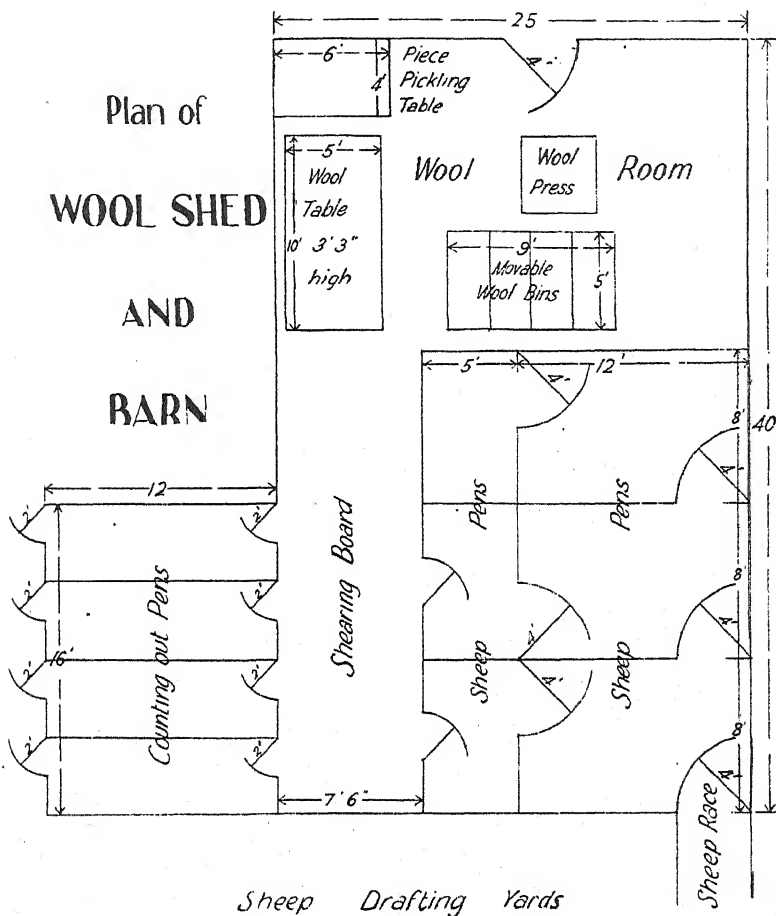 25
6'
Piece
Pickling
Table
4'
4'
Plan of
WOOL SHED
AND
BARN
5'
Wool
Table
10' 3' 3"
high
Wool
Wool
Press
Room
9'
Movable
Wool Bins
5'
5'
12'
4'
8'
40
4'
12
2'
2'
Pens
Pens
2'
2'
Counting out Pens
Shearing Board
8'
4'
4'
16'
2'
2'
Sheep
Sheep
4'
2'
2'
8'
4'
7' 6"
Sheep Race
Sheep Drafting Yards